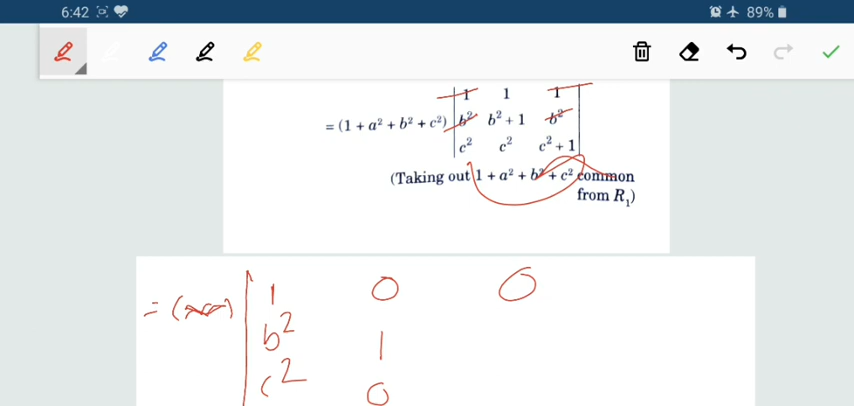 6:42 89%
1 1 1
= (1 + a² + b² + c²) b² b² + 1 b²
c² c² c² + 1
(Taking out 1 + a² + b² + c² common
from R₁)
1 0 0
= (
b² 1
c² 0